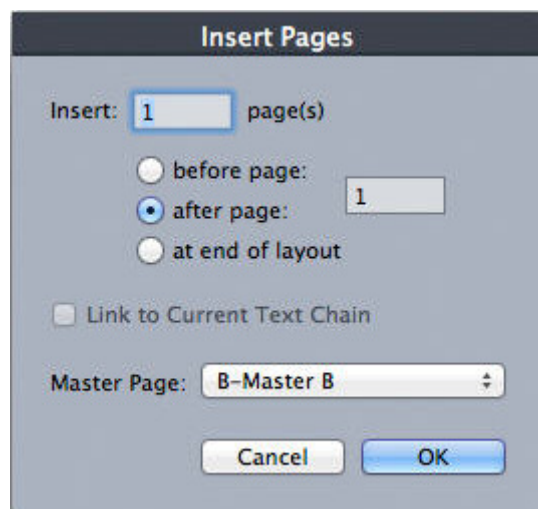 Insert Pages
Insert: 1 page(s)
before page:
after page: 1
at end of layout
Link to Current Text Chain
Master Page: B-Master B
Cancel OK